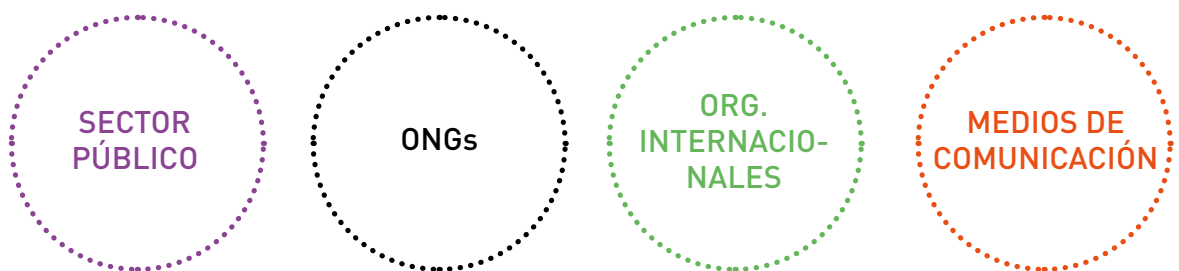 SECTOR
PÚBLICO
ONGs
ORG.
INTERNACIO-
NALES
MEDIOS DE
COMUNICACIÓN